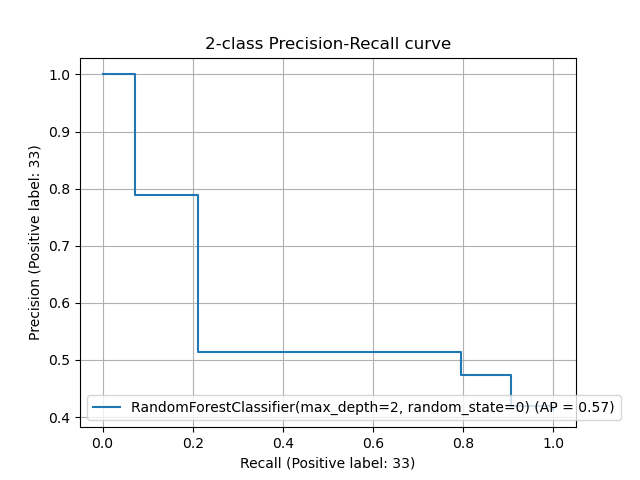 2-class Precision-Recall curve
1.0
0.9
0.8
0.7
0.6
0.5
0.4
Precision (Positive label: 33)
RandomForestClassifier(max_depth=2, random_state=0) (AP = 0.57)
0.0 0.2 0.4 0.6 0.8 1.0
Recall (Positive label: 33)